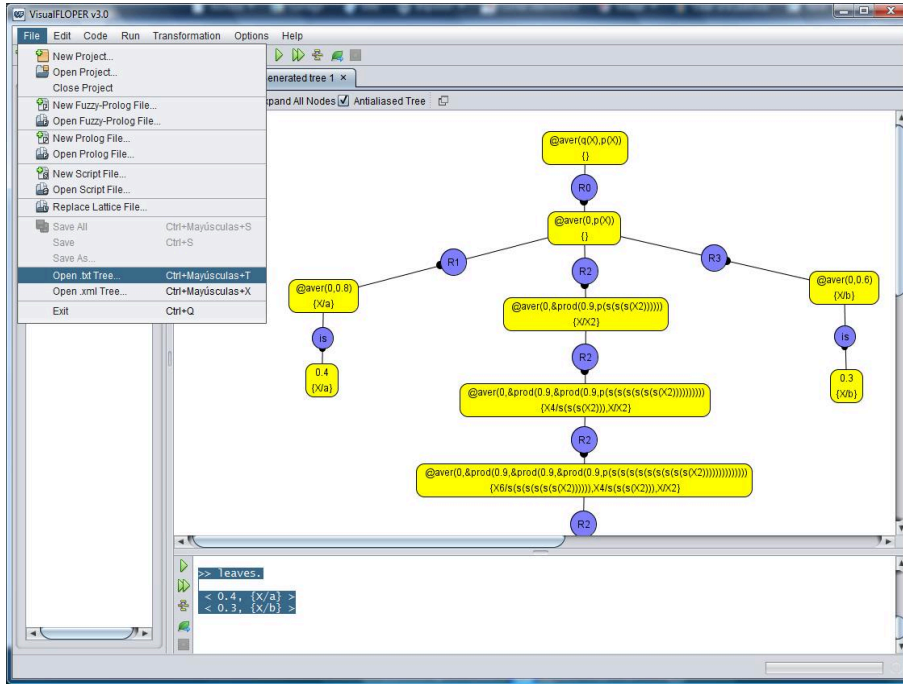 VisualFLOPER v3.0
File Edit Code Run Transformation Options Help
New Project...
Open Project...
Close Project
New Fuzzy-Prolog File...
Open Fuzzy-Prolog File...
New Prolog File...
Open Prolog File...
New Script File...
Open Script File...
Replace Lattice File...
Save All Ctrl+Mayúsculas+S
Save Ctrl+S
Save As...
Open .txt Tree... Ctrl+Mayúsculas+T
Open .xml Tree... Ctrl+Mayúsculas+X
Exit Ctrl+Q
enerated tree 1 ×
pand All Nodes Antialiased Tree
@aver(q(X),p(X))
{}
R0
@aver(0,p(X))
{}
R1
R2
R3
@aver(0,0.8)
{X/a}
@aver(0,&prod(0.9,p(s(s(s(X2))))))
{X/X2}
@aver(0,0.6)
{X/b}
is
R2
is
0.4
{X/a}
@aver(0,&prod(0.9,&prod(0.9,p(s(s(s(s(s(s(X2))))))))))
{X4/s(s(s(X2))),X/X2}
0.3
{X/b}
R2
@aver(0,&prod(0.9,&prod(0.9,&prod(0.9,p(s(s(s(s(s(s(s(s(s(X2))))))))))))))
{X6/s(s(s(s(s(s(X2)))))),X4/s(s(s(X2))),X/X2}
R2
>> leaves.
< 0.4, {X/a} >
< 0.3, {X/b} >